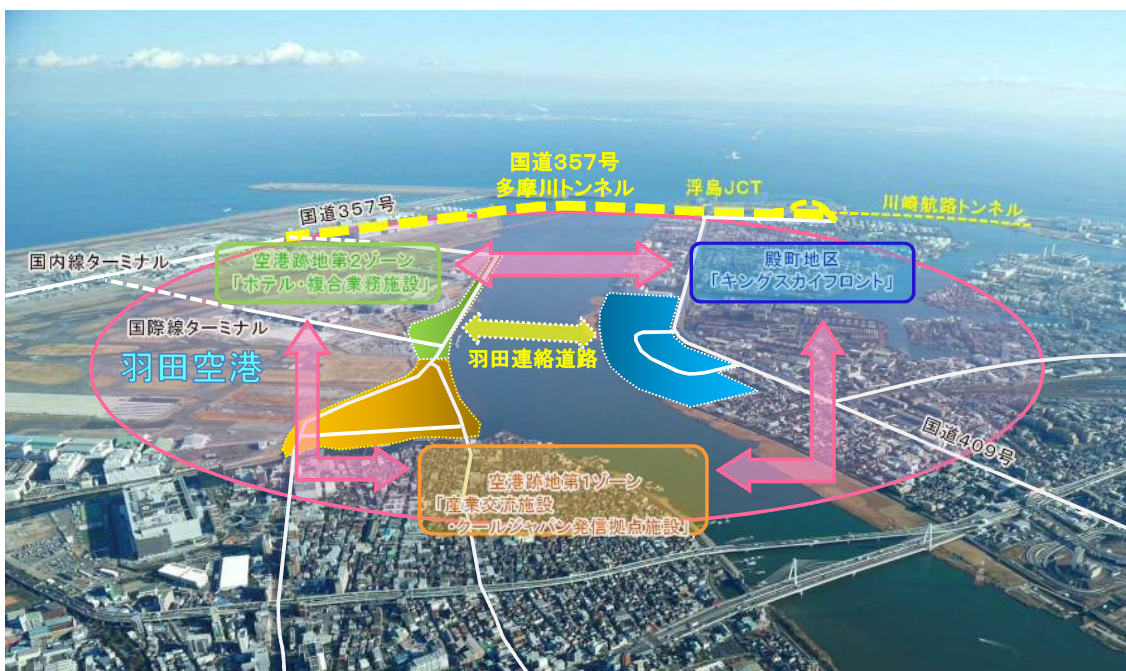 国道357号
多摩川トンネル
浮島JCT
川崎航路トンネル
国道357号
国内線ターミナル
空港跡地第2ゾーン
「ホテル・複合業務施設」
殿町地区
「キングスカイフロント」
国際線ターミナル
羽田空港
羽田連絡道路
国道409号
空港跡地第1ゾーン
「産業交流施設
・クールジャパン発信拠点施設」